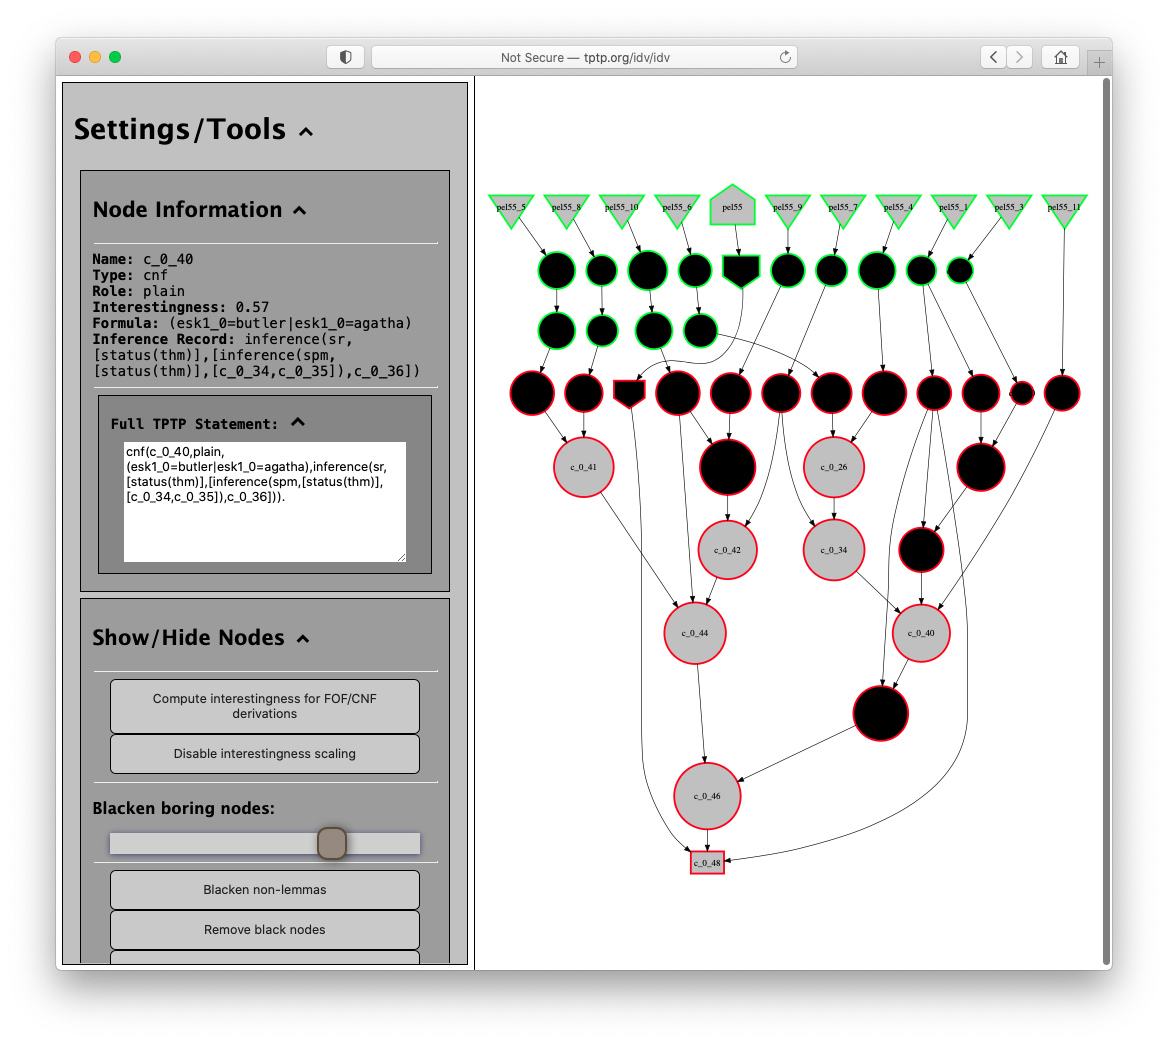 Not Secure — tptp.org/idv/idv
Settings/Tools
Node Information
Name: c_0_40
Type: cnf
Role: plain
Interestingness: 0.57
Formula: (esk1_0=butler|esk1_0=agatha)
Inference Record: inference(sr,
[status(thm)],[inference(spm,
[status(thm)],[c_0_34,c_0_35]),c_0_36])
Full TPTP Statement:
cnf(c_0_40,plain,
(esk1_0=butler|esk1_0=agatha),inference(sr,
[status(thm)],[inference(spm,[status(thm)],
[c_0_34,c_0_35]),c_0_36])).
Show/Hide Nodes
Compute interestingness for FOF/CNF
derivations
Disable interestingness scaling
Blacken boring nodes:
Blacken non-lemmas
Remove black nodes
pel55_5 pel55_8 pel55_10 pel55_6 pel55 pel55_9 pel55_7 pel55_4 pel55_1 pel55_3 pel55_11
c_0_41 c_0_26
c_0_42 c_0_34
c_0_44 c_0_40
c_0_46
c_0_48